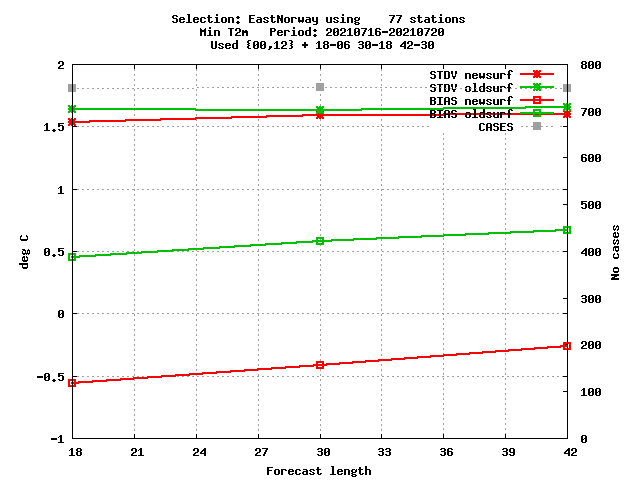 Selection: EastNorway using    77 stations
Min T2m   Period: 20210716-20210720
Used {00,12} + 18-06 30-18 42-30
2
1.5
1
0.5
0
-0.5
-1
deg C
800
700
600
500
400
300
200
100
0
No cases
STDV newsurf
STDV oldsurf
BIAS newsurf
BIAS oldsurf
CASES
18 21 24 27 30 33 36 39 42
Forecast length